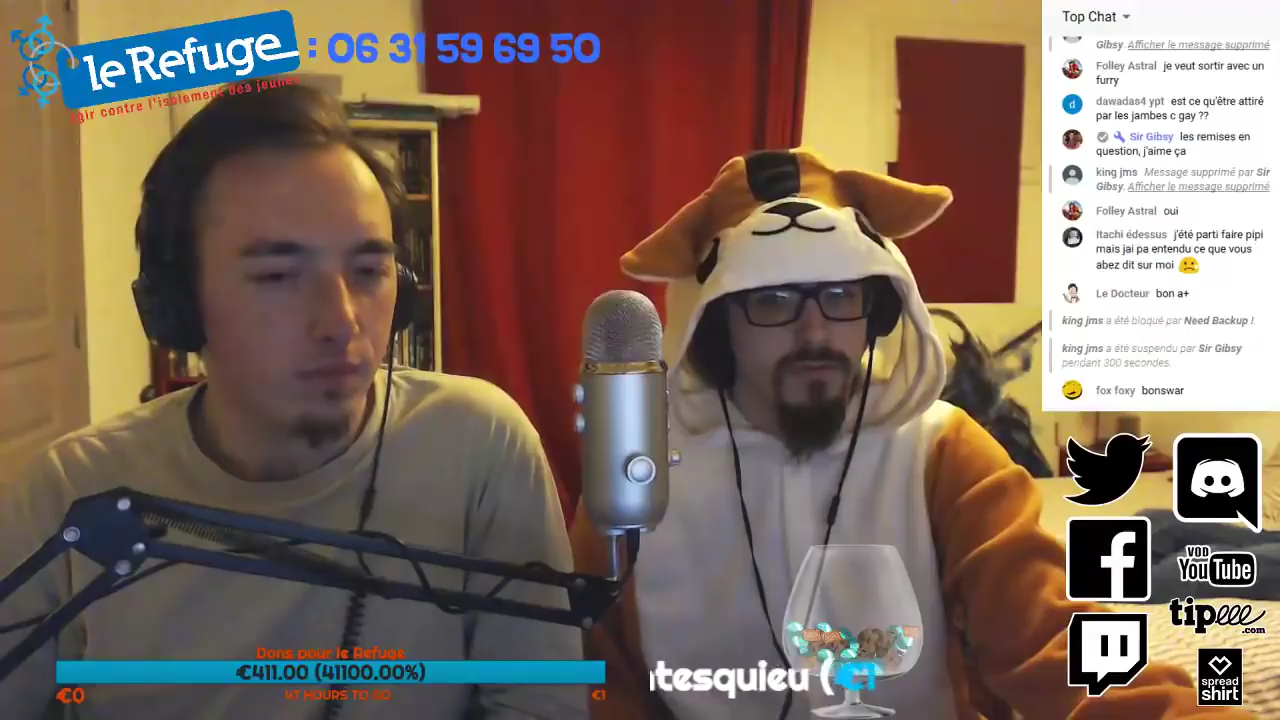 le Refuge : 06 31 59 69 50
Agir contre l'isolement des jeunes
Top Chat
Gibsy Afficher le message supprimé
Folley Astral je veut sortir avec un
furry
d dawadas4 ypt est ce qu'être attiré
par les jambes c gay ??
Sir Gibsy les remises en
question, j'aime ça
king jms Message supprimé par Sir
Gibsy. Afficher le message supprimé
Folley Astral oui
Itachi édessus j'été parti faire pipi
mais jai pa entendu ce que vous
abez dit sur moi
Le Docteur bon a+
king jms a été bloqué par Need Backup !.
king jms a été suspendu par Sir Gibsy
pendant 300 secondes.
fox foxy bonswar
VOD
YouTube
tipeee
.com
spread
shirt
Dons pour le Refuge
€411.00 (41100.00%)
€0 47 HOURS TO GO €1
tesquieu (€1